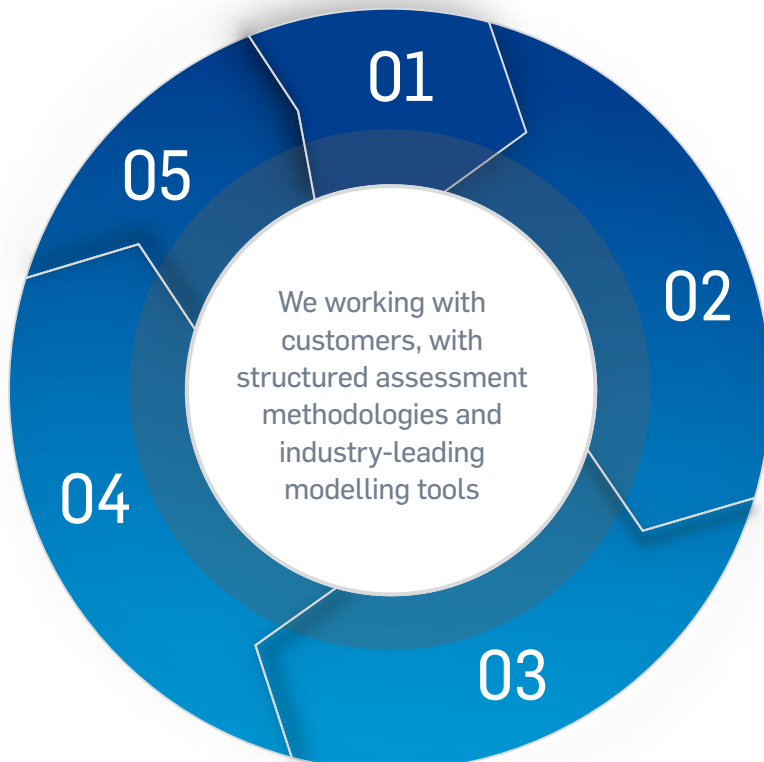 01
02
03
04
05
We working with
customers, with
structured assessment
methodologies and
industry-leading
modelling tools